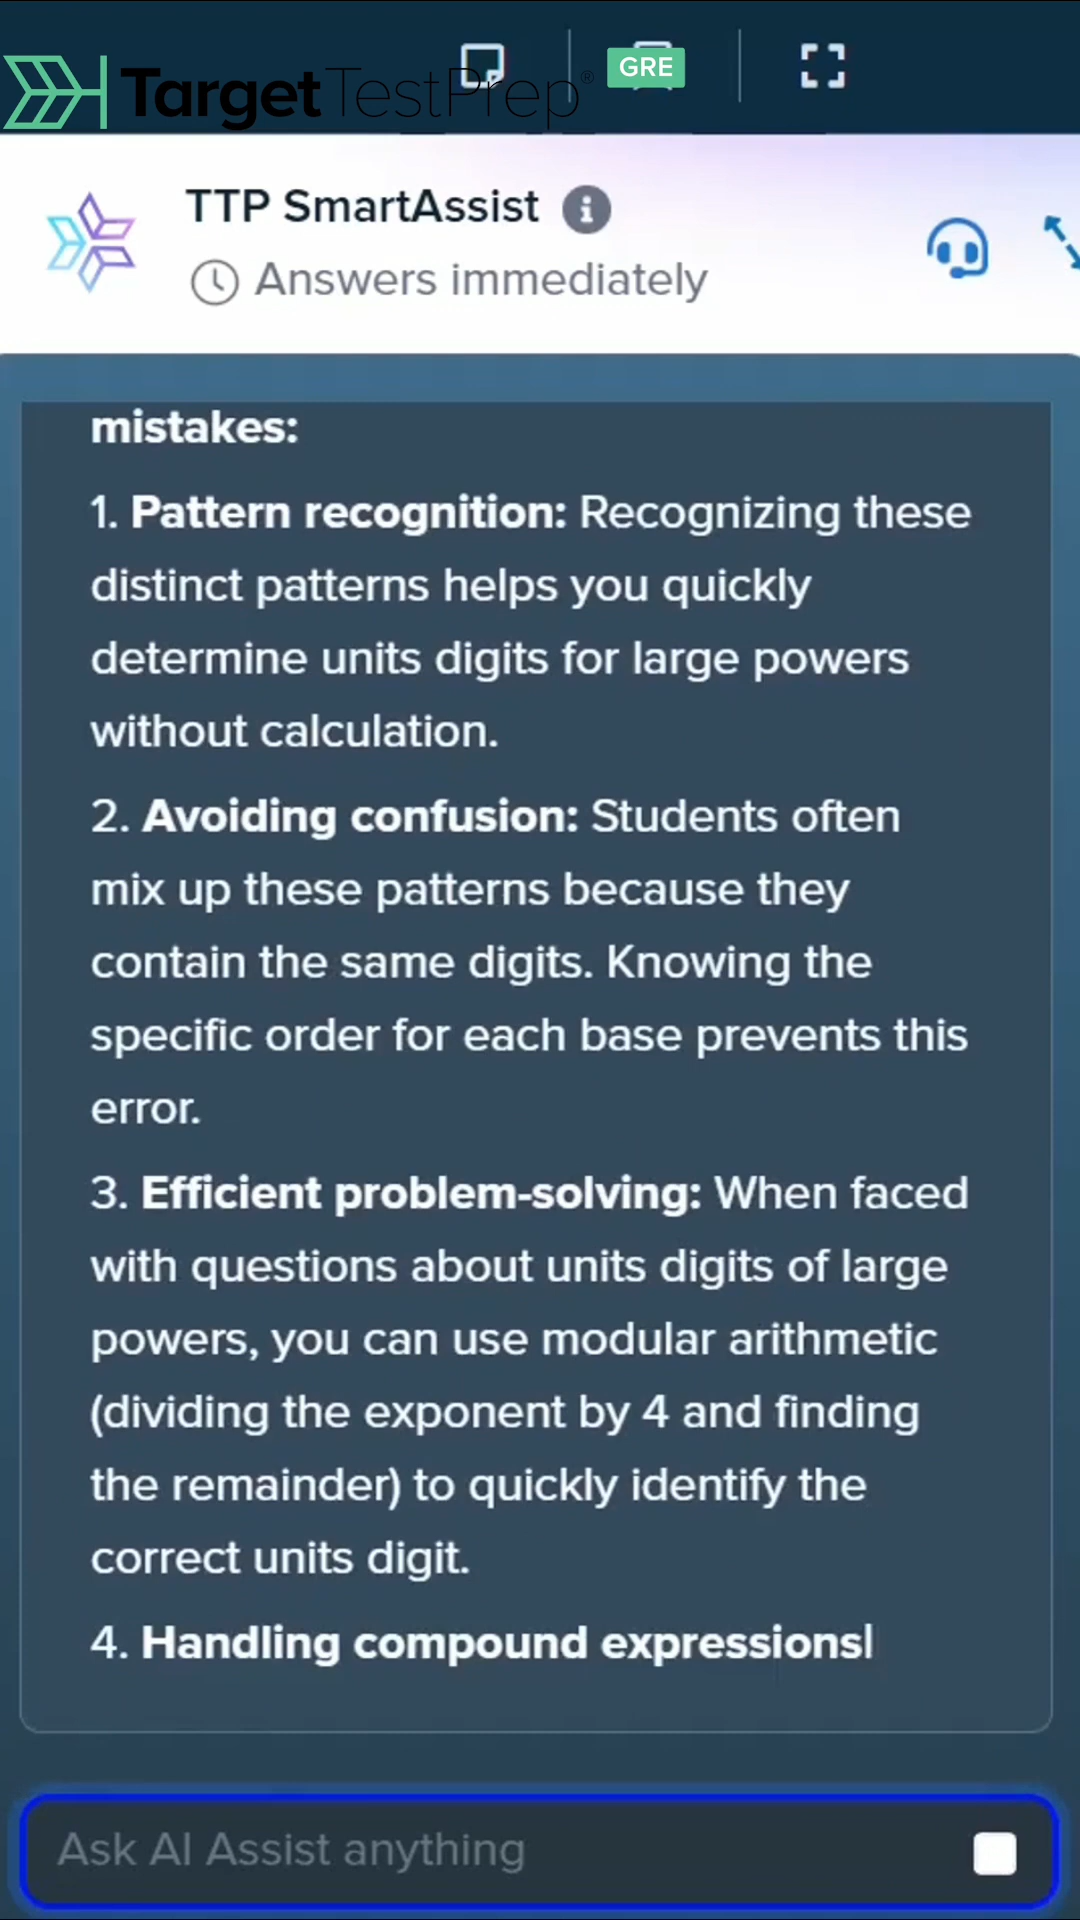 TargetTestPrep®
GRE
TTP SmartAssist
Answers immediately
mistakes:
1. Pattern recognition: Recognizing these
distinct patterns helps you quickly
determine units digits for large powers
without calculation.
2. Avoiding confusion: Students often
mix up these patterns because they
contain the same digits. Knowing the
specific order for each base prevents this
error.
3. Efficient problem-solving: When faced
with questions about units digits of large
powers, you can use modular arithmetic
(dividing the exponent by 4 and finding
the remainder) to quickly identify the
correct units digit.
4. Handling compound expressions
Ask AI Assist anything